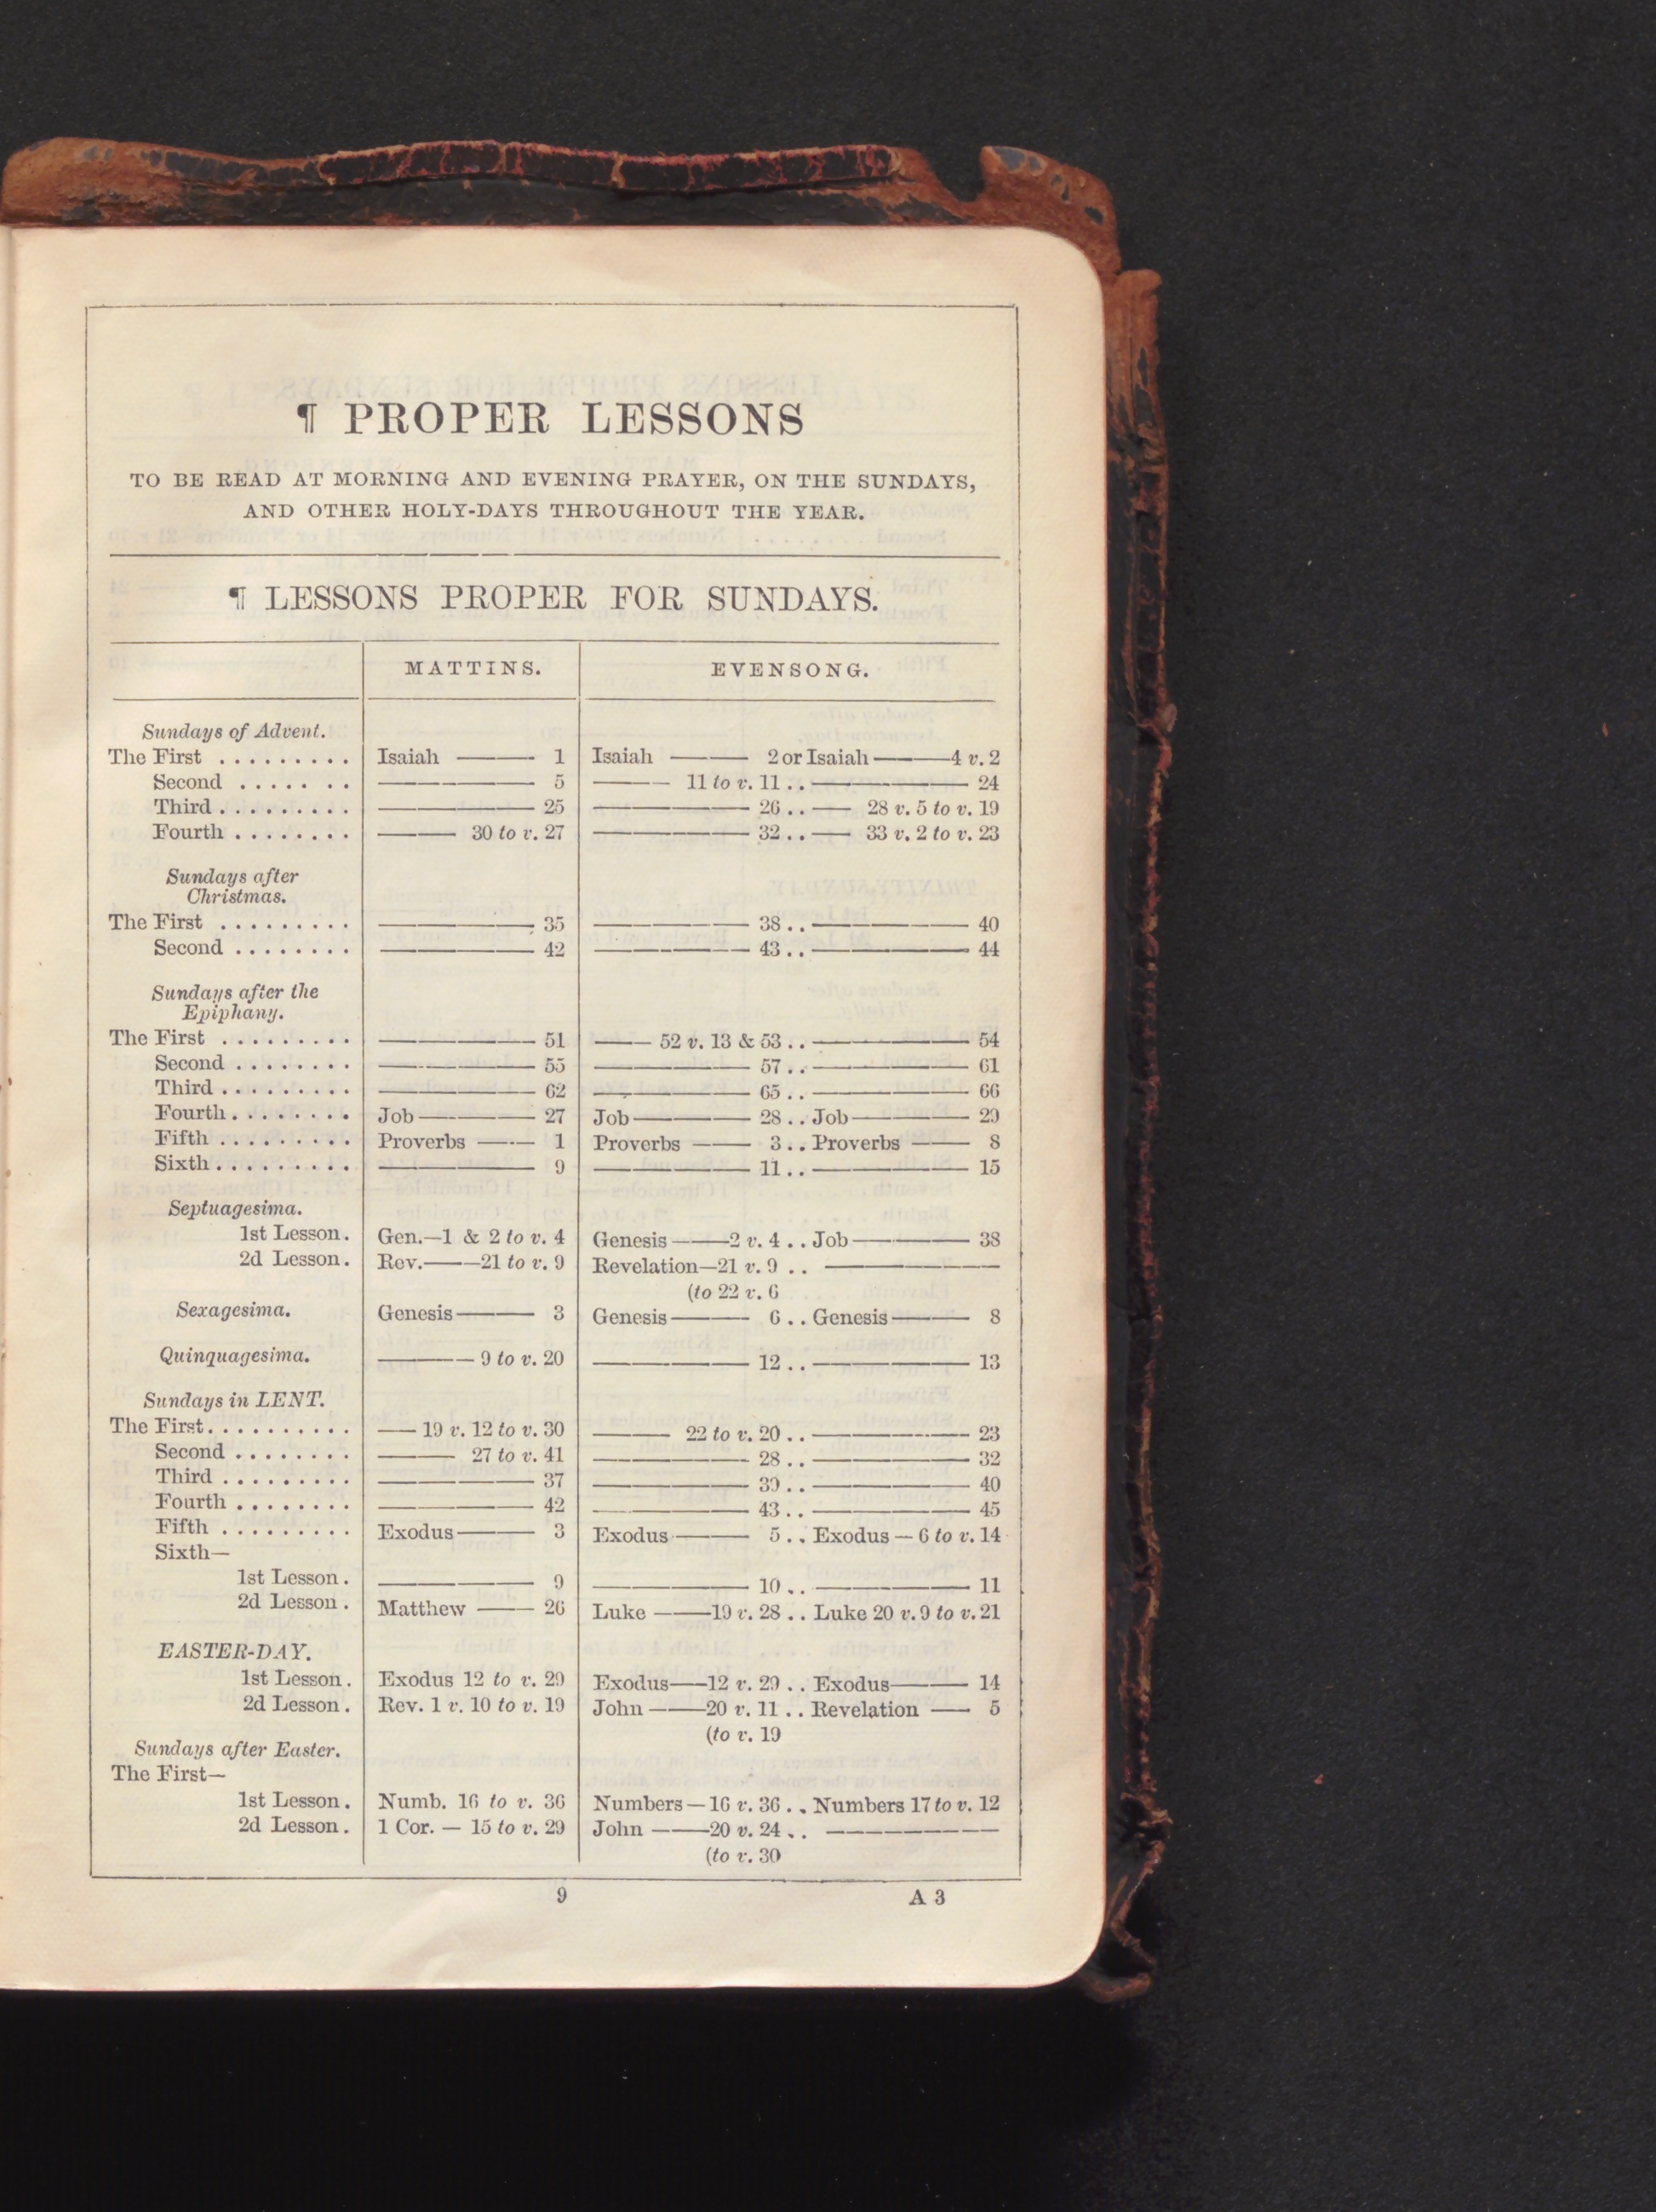 ¶ PROPER LESSONS
TO BE READ AT MORNING AND EVENING PRAYER, ON THE SUNDAYS,
AND OTHER HOLY-DAYS THROUGHOUT THE YEAR.
¶ LESSONS PROPER FOR SUNDAYS.
MATTINS. EVENSONG.
Sundays of Advent.
The First ......... Isaiah ——— 1 Isaiah ——— 2 or Isaiah ———4 v. 2
Second ....... ——— 5 ——— 11 to v. 11 .. ——— 24
Third ......... ——— 25 ——— 26 .. —— 28 v. 5 to v. 19
Fourth ........ ——— 30 to v. 27 ——— 32 .. —— 33 v. 2 to v. 23
Sundays after
Christmas.
The First ......... ——— 35 ——— 38 .. ——— 40
Second ........ ——— 42 ——— 43 .. ——— 44
Sundays after the
Epiphany.
The First ......... ——— 51 —— 52 v. 13 & 53 .. ——— 54
Second ........ ——— 55 ——— 57 .. ——— 61
Third ......... ——— 62 ——— 65 .. ——— 66
Fourth ........ Job ——— 27 Job ——— 28 .. Job ——— 29
Fifth ......... Proverbs —— 1 Proverbs —— 3 .. Proverbs —— 8
Sixth ......... ——— 9 ——— 11 .. ——— 15
Septuagesima.
1st Lesson. Gen.—1 & 2 to v. 4 Genesis ——2 v. 4 .. Job ——— 38
2d Lesson. Rev.——21 to v. 9 Revelation—21 v. 9 .. ———
(to 22 v. 6
Sexagesima. Genesis ——— 3 Genesis ——— 6 .. Genesis ——— 8
Quinquagesima. ——— 9 to v. 20 ——— 12 .. ——— 13
Sundays in LENT.
The First .......... —— 19 v. 12 to v. 30 ——— 22 to v. 20 .. ——— 23
Second ........ ——— 27 to v. 41 ——— 28 .. ——— 32
Third ......... ——— 37 ——— 39 .. ——— 40
Fourth ........ ——— 42 ——— 43 .. ——— 45
Fifth ......... Exodus ——— 3 Exodus ——— 5 .. Exodus — 6 to v. 14
Sixth—
1st Lesson. ——— 9 ——— 10 .. ——— 11
2d Lesson. Matthew —— 26 Luke ——19 v. 28 .. Luke 20 v. 9 to v. 21
EASTER-DAY.
1st Lesson. Exodus 12 to v. 29 Exodus——12 v. 29 .. Exodus——— 14
2d Lesson. Rev. 1 v. 10 to v. 19 John ——20 v. 11 .. Revelation —— 5
(to v. 19
Sundays after Easter.
The First—
1st Lesson. Numb. 16 to v. 36 Numbers—16 v. 36 .. Numbers 17 to v. 12
2d Lesson. 1 Cor. — 15 to v. 29 John ——20 v. 24 .. ———
(to v. 30
9 A 3